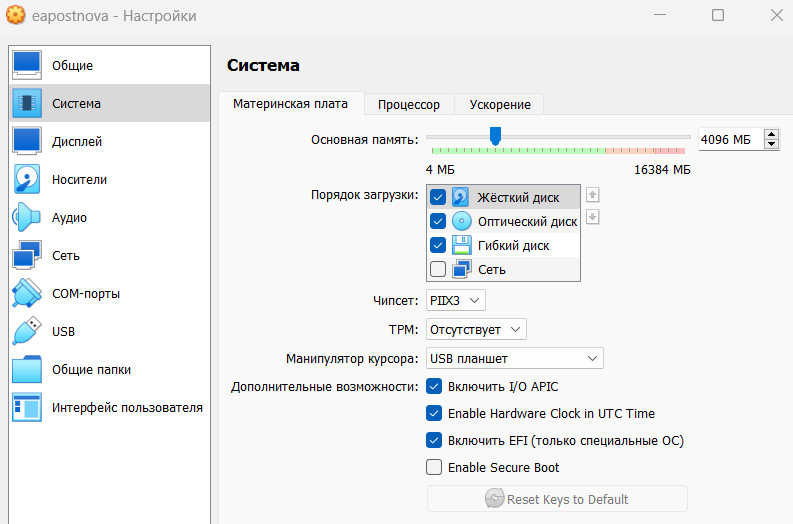 eapostnova - Настройки
Общие
Система
Дисплей
Носители
Аудио
Сеть
COM-порты
USB
Общие папки
Интерфейс пользователя
Система
Материнская плата Процессор Ускорение
Основная память: 4096 МБ
4 МБ 16384 МБ
Порядок загрузки: Жёсткий диск
Оптический диск
Гибкий диск
Сеть
Чипсет: PIIX3
TPM: Отсутствует
Манипулятор курсора: USB планшет
Дополнительные возможности: Включить I/O APIC
Enable Hardware Clock in UTC Time
Включить EFI (только специальные ОС)
Enable Secure Boot
Reset Keys to Default